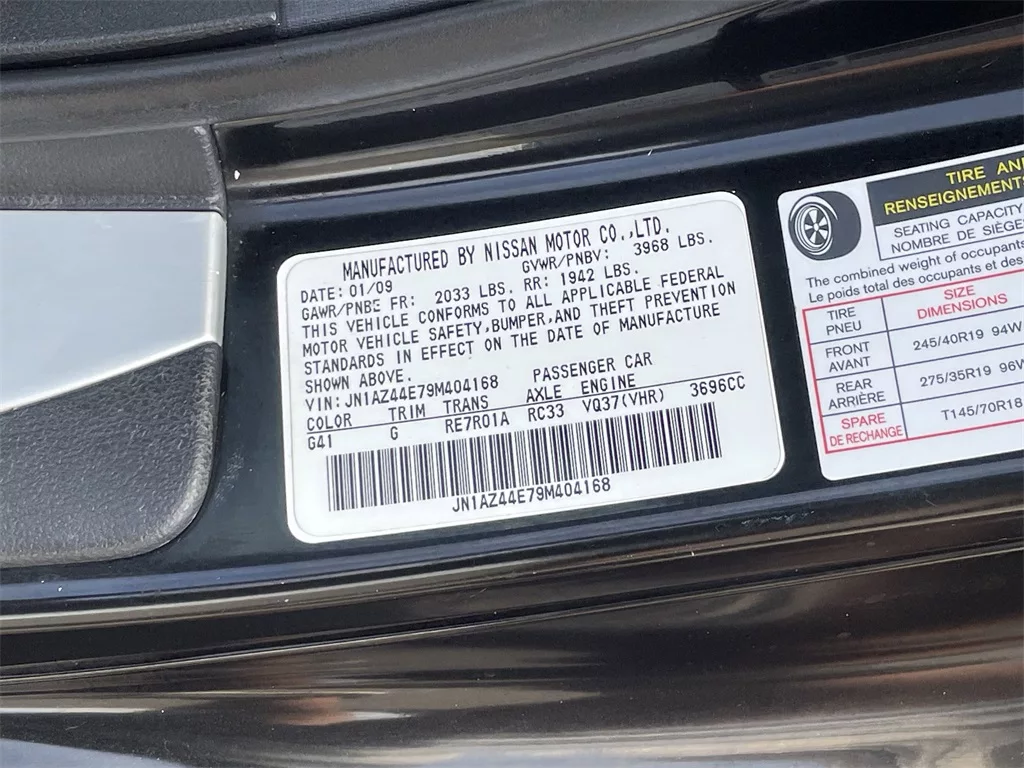 MANUFACTURED BY NISSAN MOTOR CO.,LTD.
DATE: 01/09 GVWR/PNBV: 3968 LBS.
GAWR/PNBE FR: 2033 LBS. RR: 1942 LBS.
THIS VEHICLE CONFORMS TO ALL APPLICABLE FEDERAL
MOTOR VEHICLE SAFETY,BUMPER,AND THEFT PREVENTION
STANDARDS IN EFFECT ON THE DATE OF MANUFACTURE
SHOWN ABOVE.
VIN: JN1AZ44E79M404168 PASSENGER CAR
COLOR TRIM TRANS AXLE ENGINE
G41 G RE7R01A RC33 VQ37(VHR) 3696CC
JN1AZ44E79M404168
TIRE AND
RENSEIGNEMENTS
SEATING CAPACITY
NOMBRE DE SIÈGE
The combined weight of occupants
Le poids total des occupants et des
TIRE SIZE
PNEU DIMENSIONS
FRONT 245/40R19 94W
AVANT
REAR 275/35R19 96W
ARRIÈRE
SPARE T145/70R18
DE RECHANGE